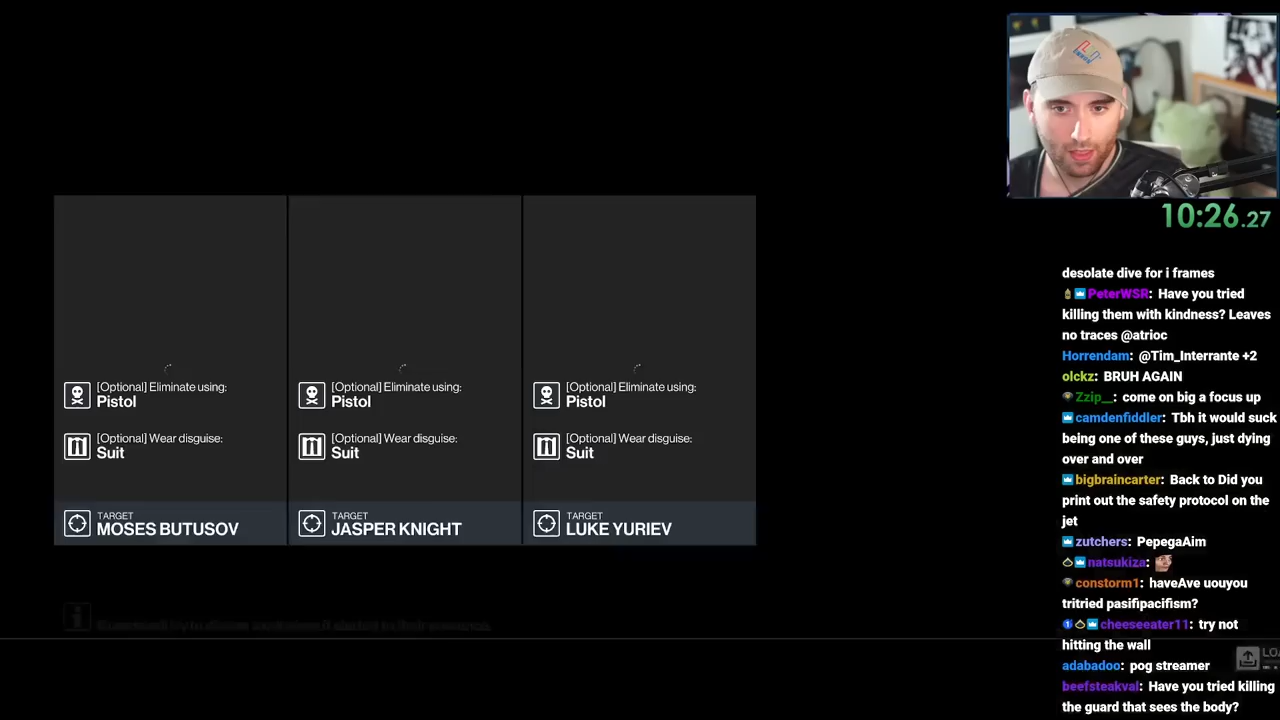 10:26.27
[Optional] Eliminate using:
Pistol
[Optional] Wear disguise:
Suit
TARGET
MOSES BUTUSOV
[Optional] Eliminate using:
Pistol
[Optional] Wear disguise:
Suit
TARGET
JASPER KNIGHT
[Optional] Eliminate using:
Pistol
[Optional] Wear disguise:
Suit
TARGET
LUKE YURIEV
desolate dive for i frames
PeterWSR: Have you tried
killing them with kindness? Leaves
no traces @atrioc
Horrendam: @Tim_Interrante +2
olckz: BRUH AGAIN
Zzip__: come on big a focus up
camdenfiddler: Tbh it would suck
being one of these guys, just dying
over and over
bigbraincarter: Back to Did you
print out the safety protocol on the
jet
zutchers: PepegaAim
natsukiza:
constorm1: haveAve uouyou
tritried pasifipacifism?
cheeseeater11: try not
hitting the wall
adabadoo: pog streamer
beefsteakval: Have you tried killing
the guard that sees the body?